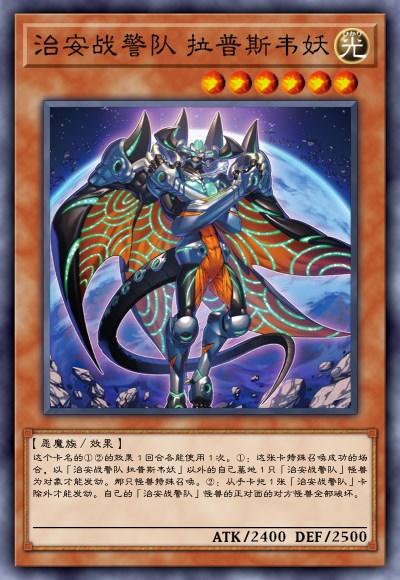 治安战警队 拉普斯韦妖
光
【恶魔族／效果】
这个卡名的①②的效果1回合各能使用1次。①：这张卡特殊召唤成功的场
合，以「治安战警队 拉普斯韦妖」以外的自己墓地1只「治安战警队」怪兽
为对象才能发动。那只怪兽特殊召唤。②：从手卡把1张「治安战警队」卡
除外才能发动。自己的「治安战警队」怪兽的正对面的对方怪兽全部破坏。
ATK/2400 DEF/2500